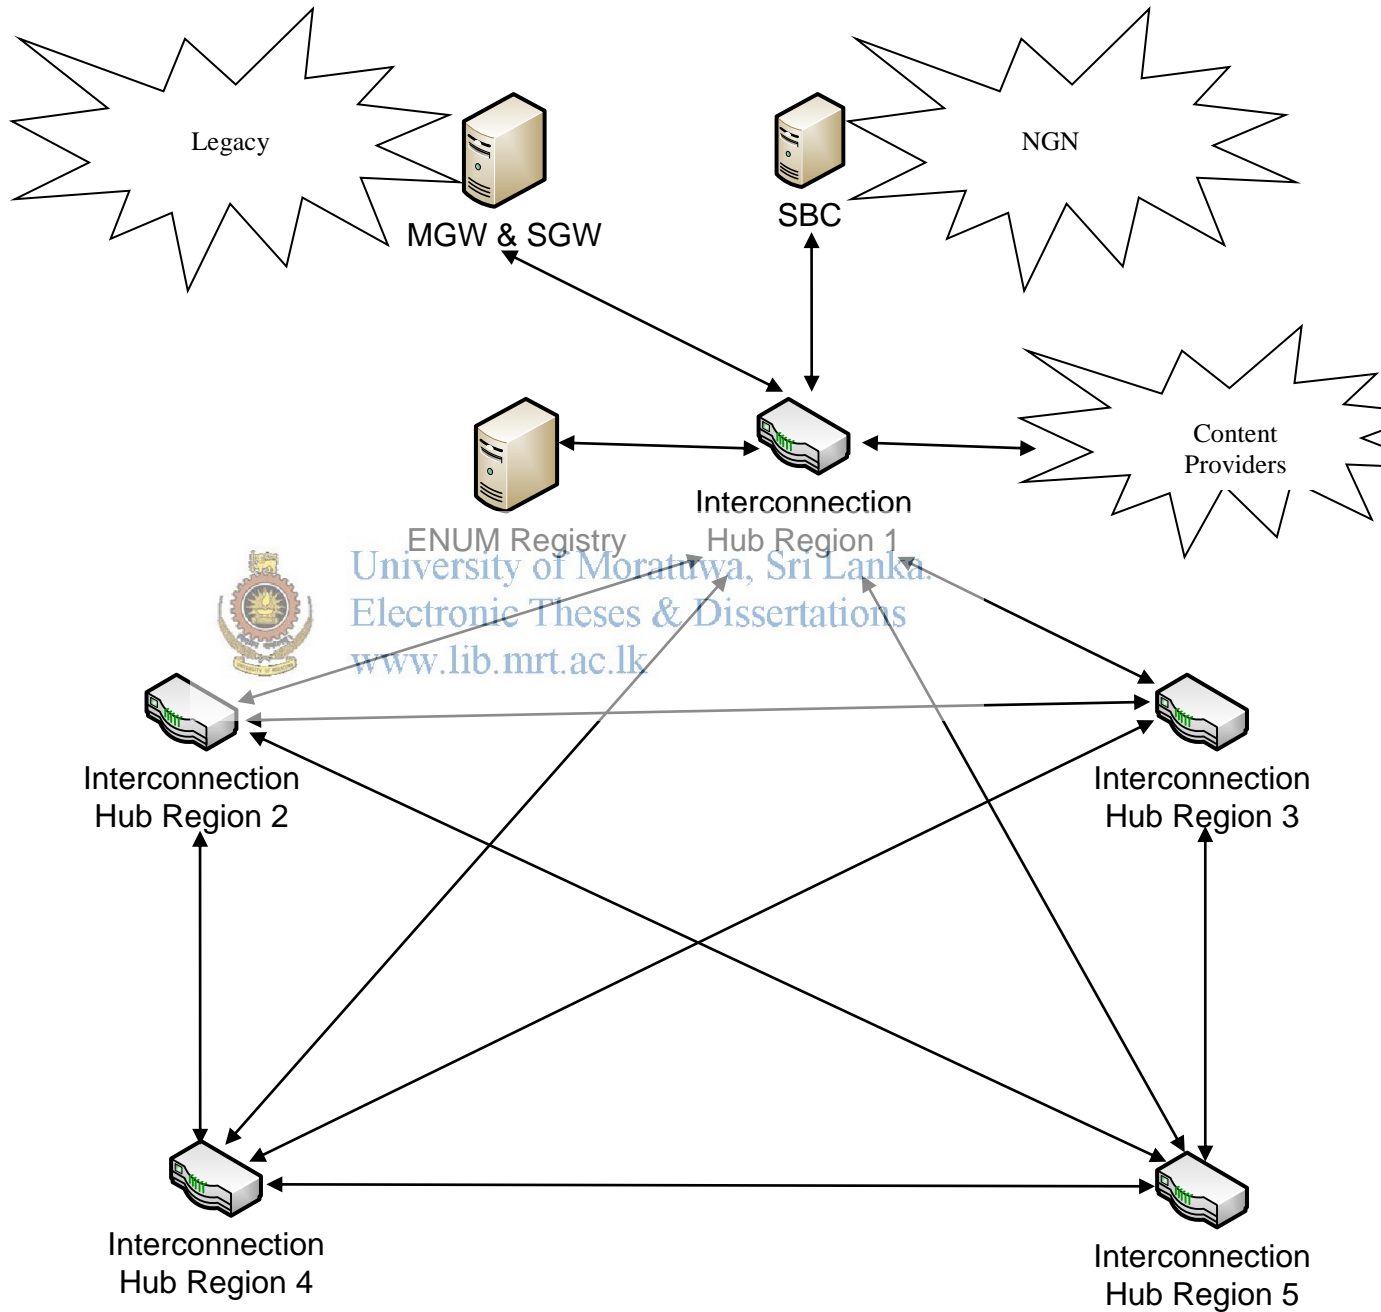 Legacy
NGN
MGW & SGW
SBC
Content
Providers
Interconnection
Hub Region 1
ENUM Registry
University of Moratuwa, Sri Lanka.
Electronic Theses & Dissertations
www.lib.mrt.ac.lk
Interconnection
Hub Region 2
Interconnection
Hub Region 3
Interconnection
Hub Region 4
Interconnection
Hub Region 5